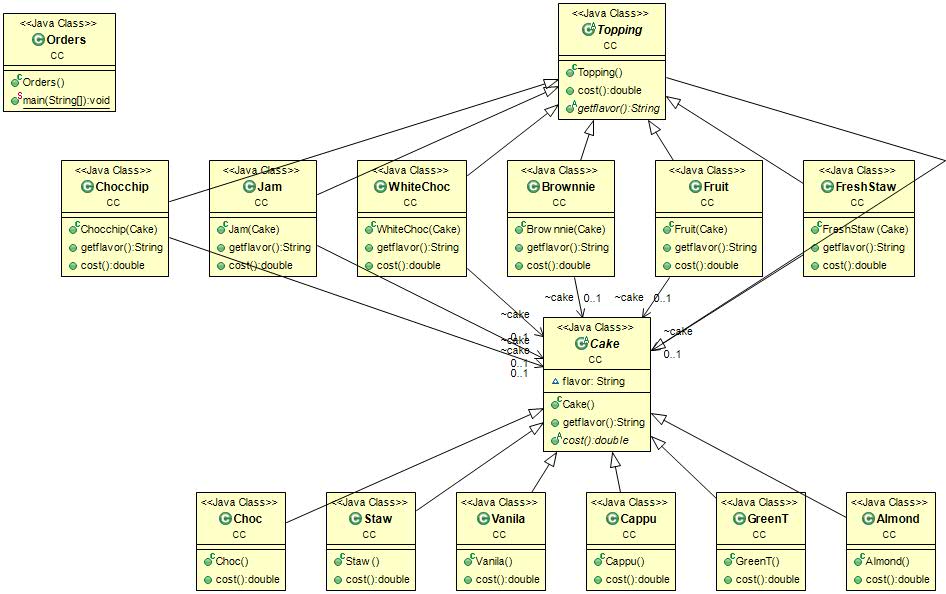 <<Java Class>>
Orders
CC
Orders()
main(String[]):void
<<Java Class>>
Topping
CC
Topping()
cost():double
getflavor():String
<<Java Class>>
Chocchip
CC
Chocchip(Cake)
getflavor():String
cost():double
<<Java Class>>
Jam
CC
Jam(Cake)
getflavor():String
cost():double
<<Java Class>>
WhiteChoc
CC
WhiteChoc(Cake)
getflavor():String
cost():double
<<Java Class>>
Brownnie
CC
Brownnie(Cake)
getflavor():String
cost():double
<<Java Class>>
Fruit
CC
Fruit(Cake)
getflavor():String
cost():double
<<Java Class>>
FreshStaw
CC
FreshStaw(Cake)
getflavor():String
cost():double
~cake 0..1
~cake 0..1
~cake
0..1
~cake
~cake
0..1
0..1
~cake
0..1
<<Java Class>>
Cake
CC
flavor: String
Cake()
getflavor():String
cost():double
<<Java Class>>
Choc
CC
Choc()
cost():double
<<Java Class>>
Staw
CC
Staw()
cost():double
<<Java Class>>
Vanila
CC
Vanila()
cost():double
<<Java Class>>
Cappu
CC
Cappu()
cost():double
<<Java Class>>
GreenT
CC
GreenT()
cost():double
<<Java Class>>
Almond
CC
Almond()
cost():double